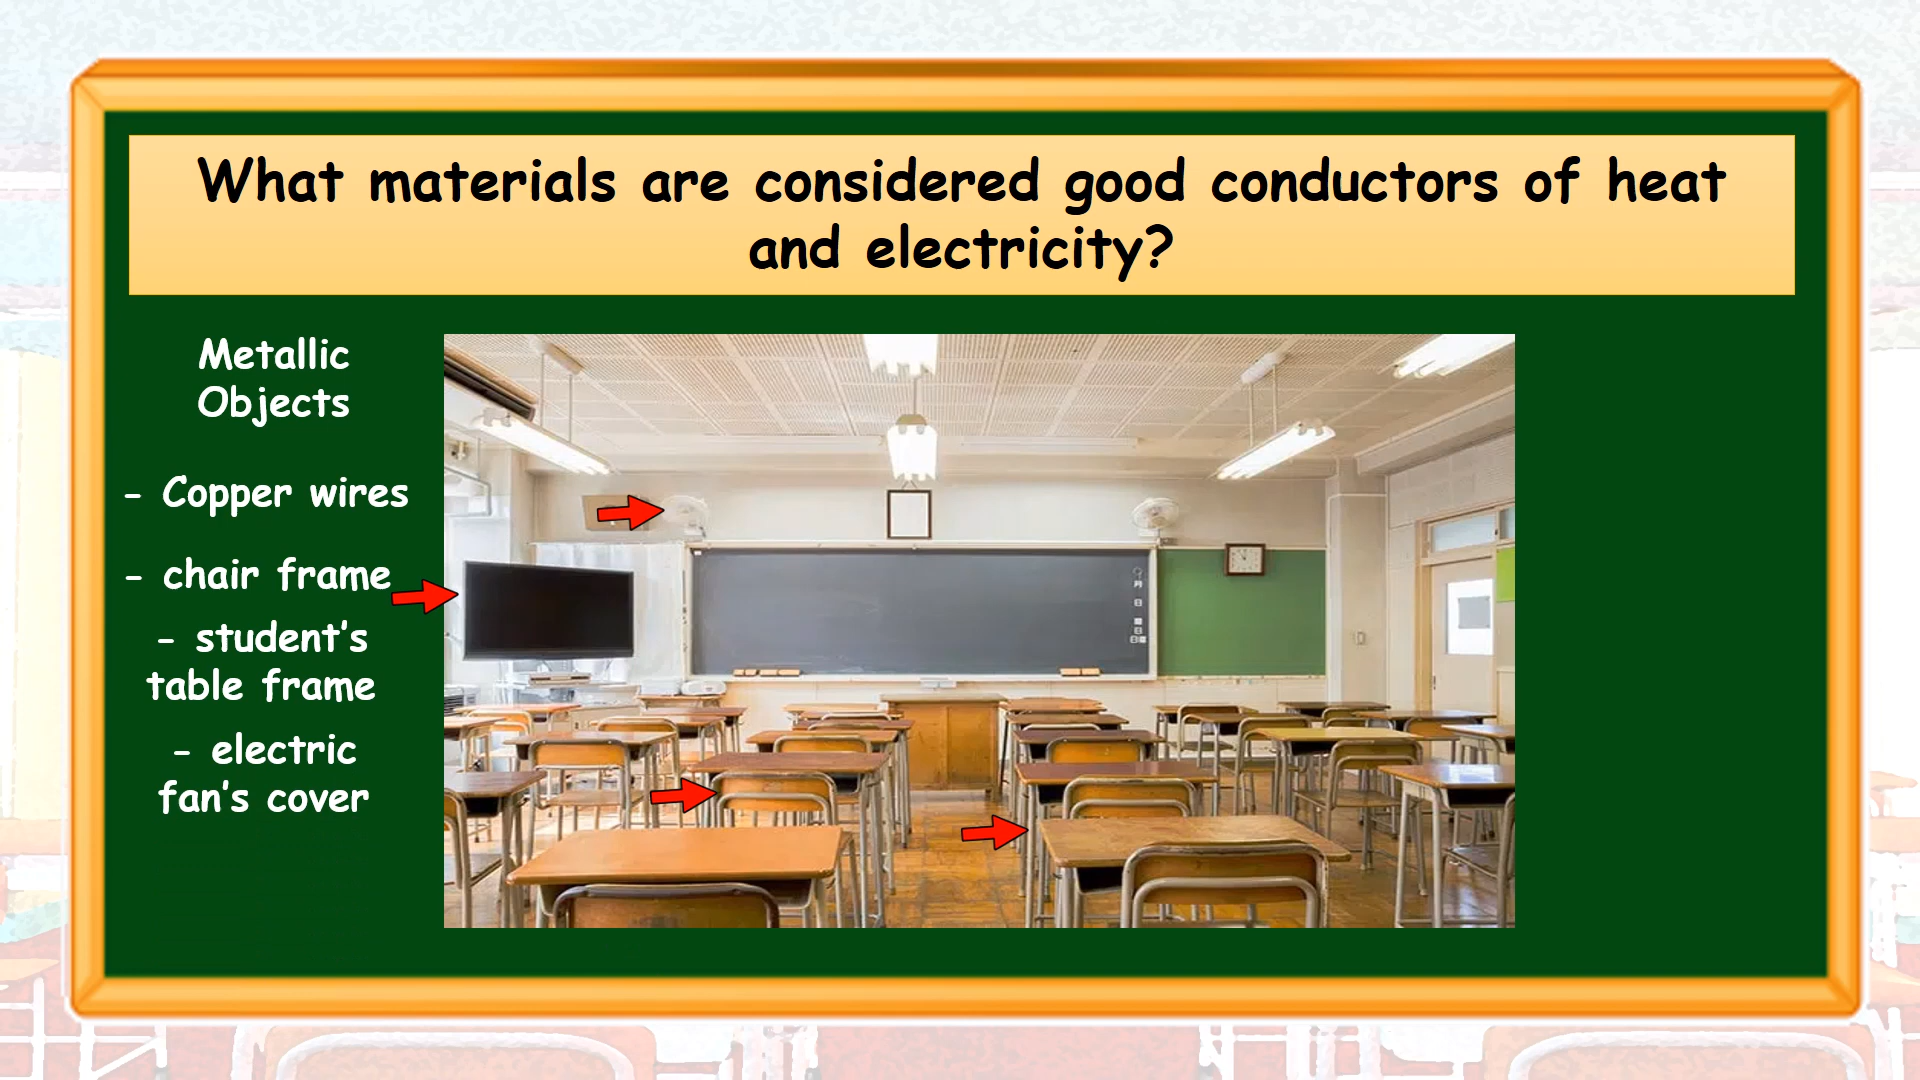 What materials are considered good conductors of heat
and electricity?
Metallic
Objects
- Copper wires
- chair frame
- student's
table frame
- electric
fan's cover